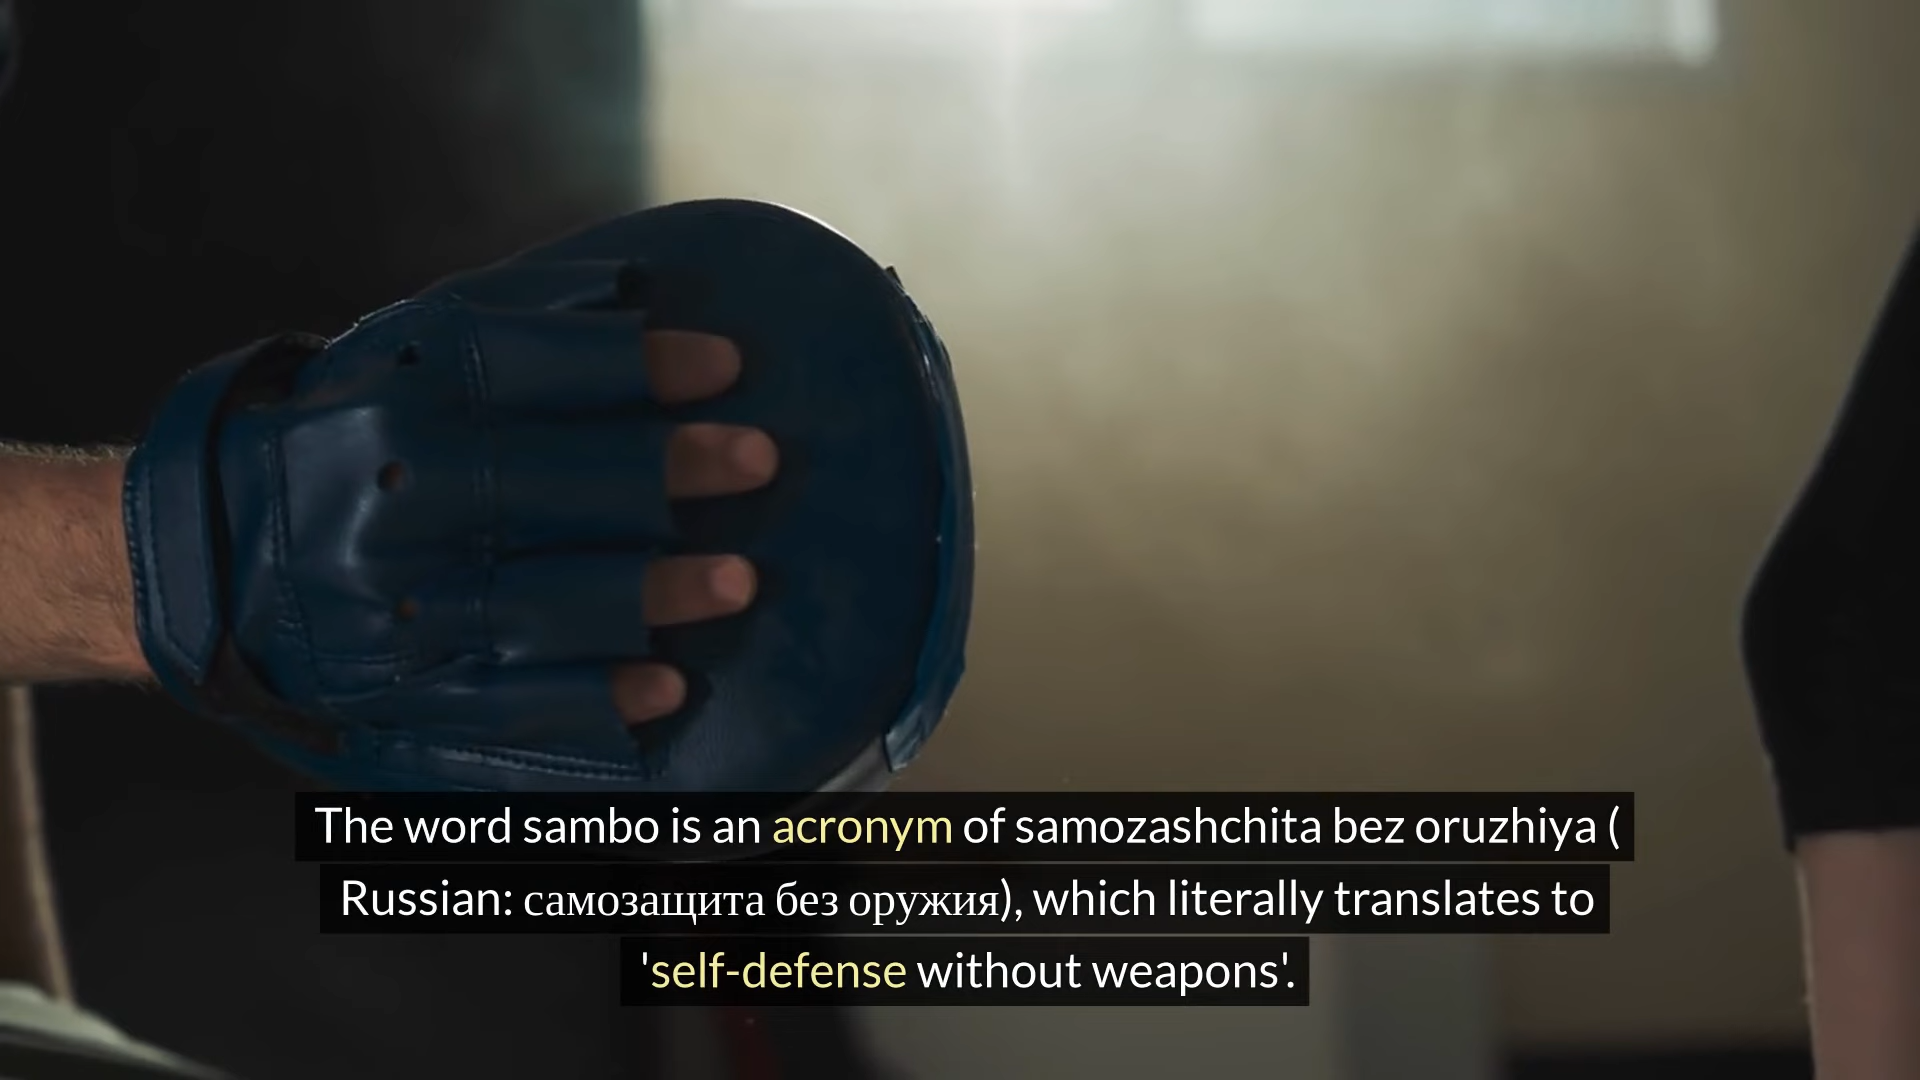 The word sambo is an acronym of samozashchita bez oruzhiya (
Russian: самозащита без оружия), which literally translates to
'self-defense without weapons'.